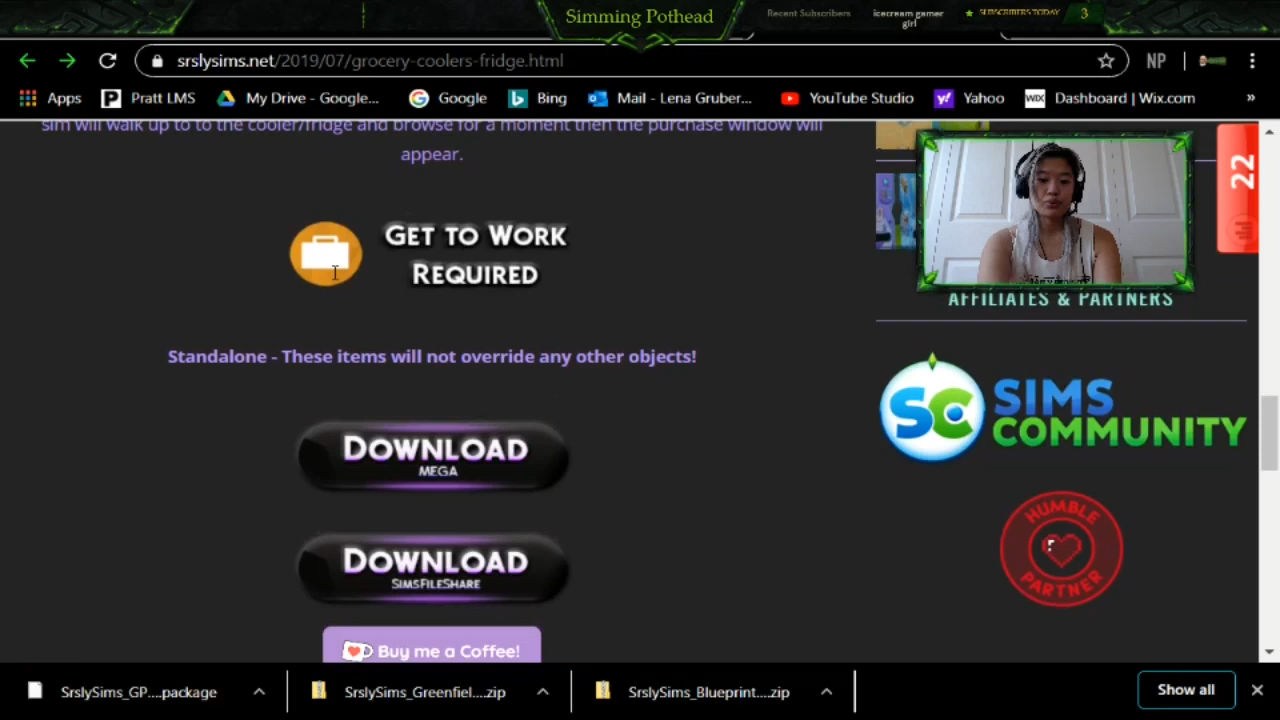 Simming Pothead
Recent Subscribers
icecream gamer
girl
SUBSCRIBERS TODAY
3
srslysims.net/2019/07/grocery-coolers-fridge.html
NP
Apps
Pratt LMS
My Drive - Google...
Google
Bing
Mail - Lena Gruber...
YouTube Studio
Yahoo
WIX
Dashboard | Wix.com
»
sim will walk up to to the cooler/fridge and browse for a moment then the purchase window will
appear.
22
GET TO WORK
REQUIRED
AFFILIATES & PARTNERS
Standalone - These items will not override any other objects!
SC SIMS
COMMUNITY
DOWNLOAD
MEGA
HUMBLE
PARTNER
DOWNLOAD
SIMSFILESHARE
Buy me a Coffee!
SrslySims_GP....package
SrslySims_Greenfiel....zip
SrslySims_Blueprint....zip
Show all